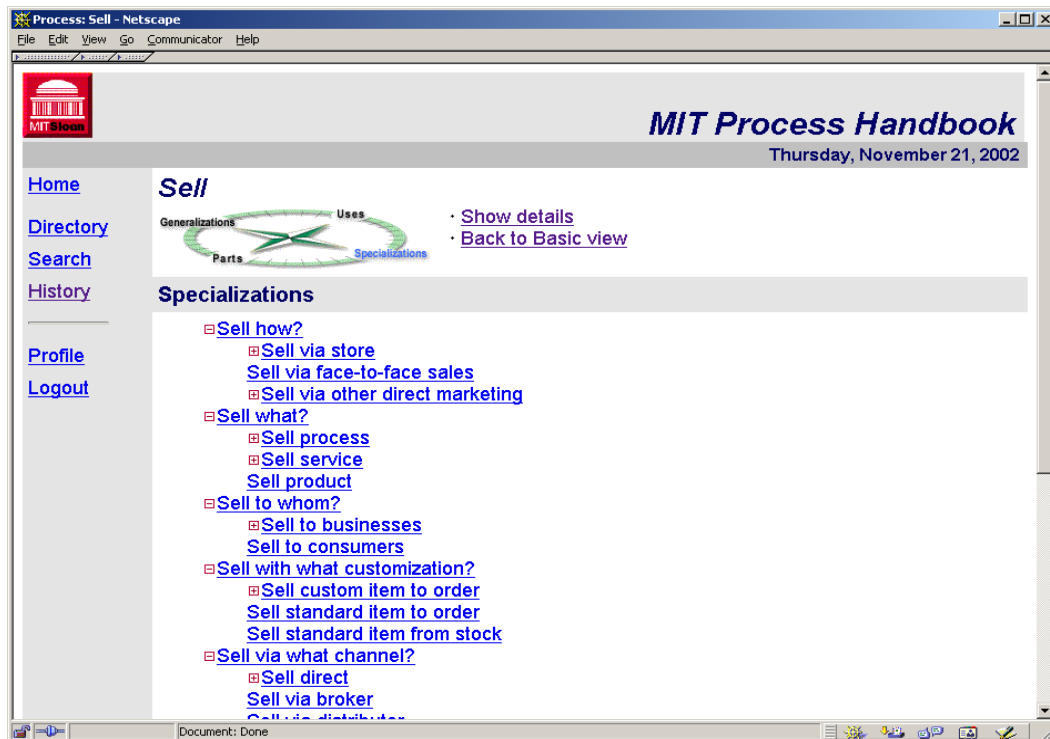 Process: Sell - Netscape
File Edit View Go Communicator Help
MITSloan
MIT Process Handbook
Thursday, November 21, 2002
Home
Directory
Search
History
Profile
Logout
Sell
Generalizations
Uses
Parts
Specializations
· Show details
· Back to Basic view
Specializations
Sell how?
Sell via store
Sell via face-to-face sales
Sell via other direct marketing
Sell what?
Sell process
Sell service
Sell product
Sell to whom?
Sell to businesses
Sell to consumers
Sell with what customization?
Sell custom item to order
Sell standard item to order
Sell standard item from stock
Sell via what channel?
Sell direct
Sell via broker
Sell via distributor
Document: Done